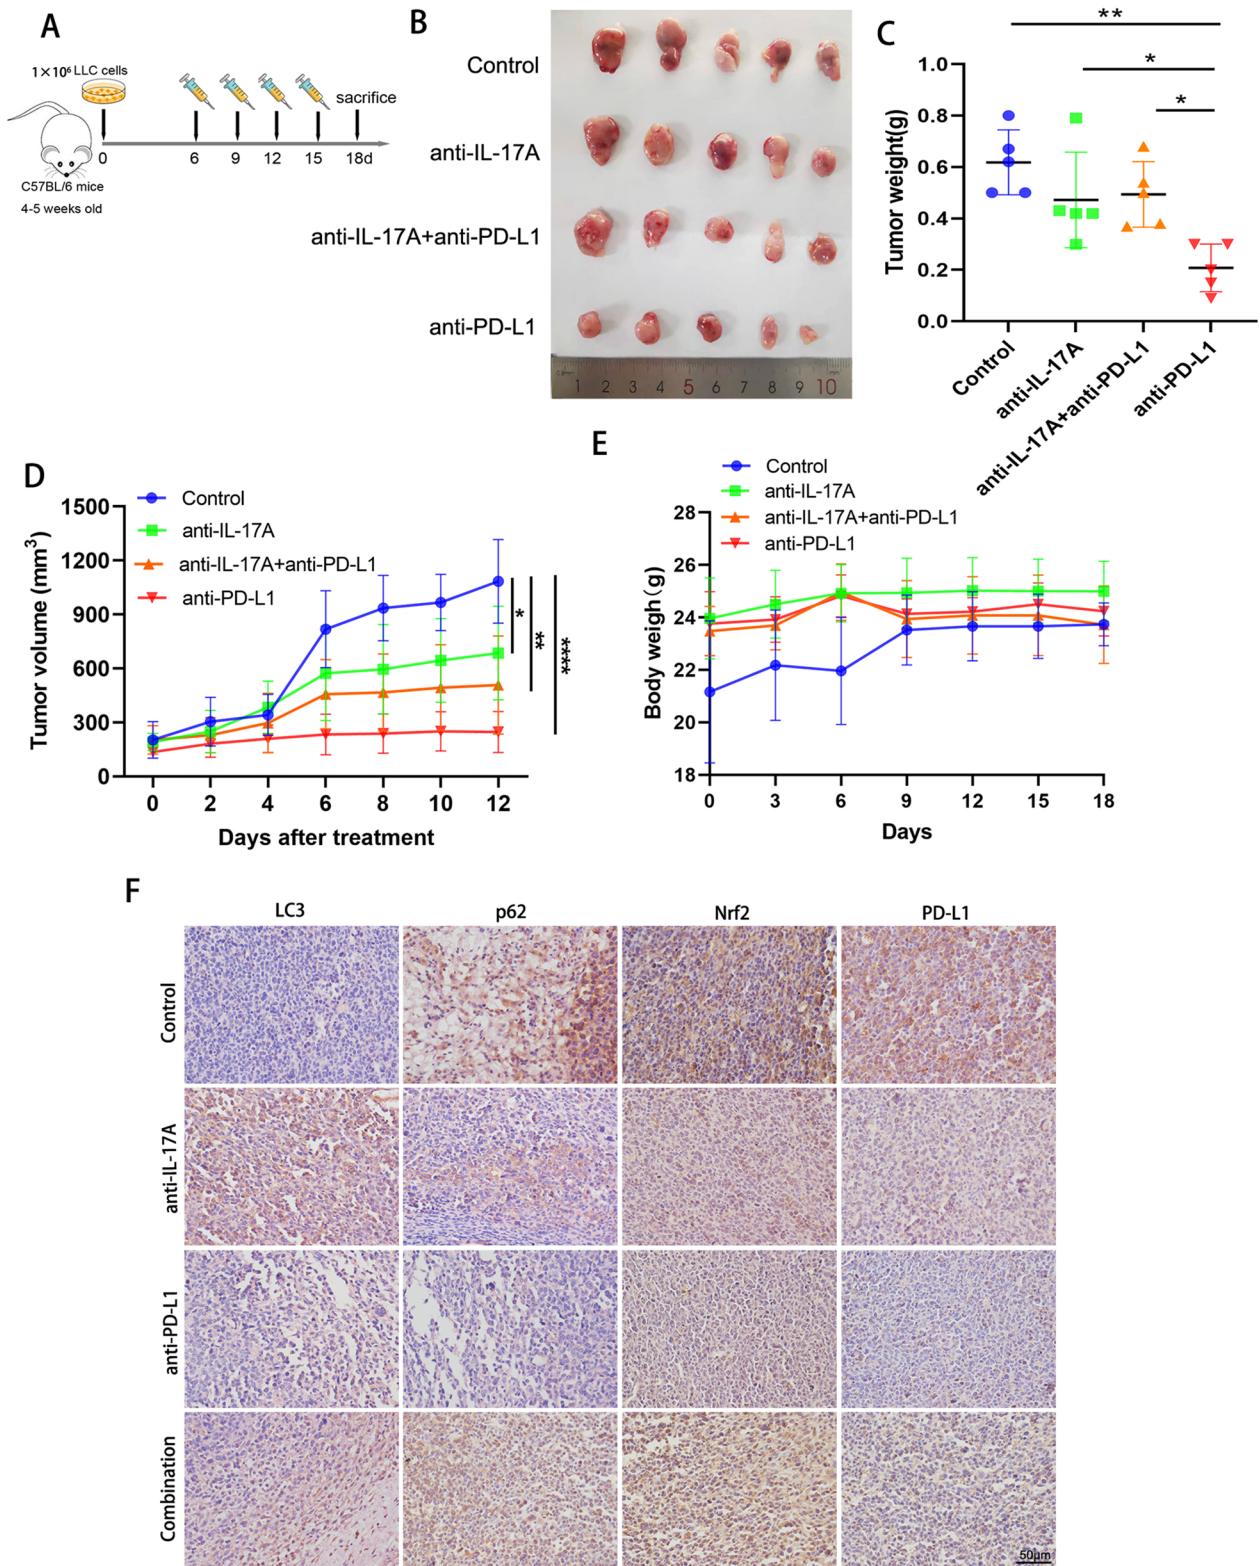 A
1×10⁶ LLC cells
sacrifice
0 6 9 12 15 18d
C57BL/6 mice
4-5 weeks old
B
Control
anti-IL-17A
anti-IL-17A+anti-PD-L1
anti-PD-L1
1 2 3 4 5 6 7 8 9 10
C
**
*
*
Tumor weight(g)
1.0
0.8
0.6
0.4
0.2
0.0
Control
anti-IL-17A
anti-IL-17A+anti-PD-L1
anti-PD-L1
D
Control
anti-IL-17A
anti-IL-17A+anti-PD-L1
anti-PD-L1
Tumor volume (mm³)
1500
1200
900
600
300
0
0 2 4 6 8 10 12
Days after treatment
*
**
****
E
Control
anti-IL-17A
anti-IL-17A+anti-PD-L1
anti-PD-L1
Body weigh (g)
28
26
24
22
20
18
0 3 6 9 12 15 18
Days
F
LC3 p62 Nrf2 PD-L1
Control
anti-IL-17A
anti-PD-L1
Combination
50μm